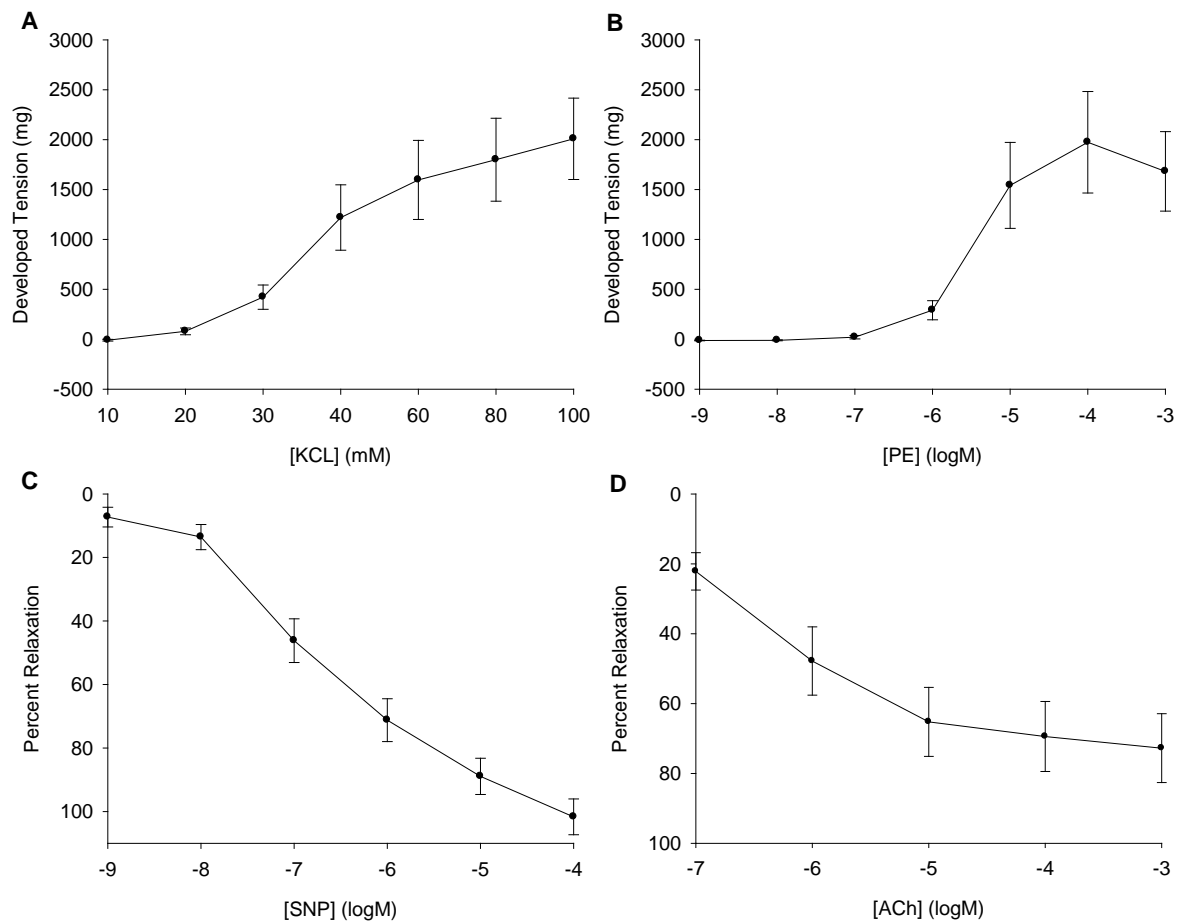 A
3000
2500
2000
1500
1000
500
0
-500
Developed Tension (mg)
10 20 30 40 60 80 100
[KCL] (mM)
B
3000
2500
2000
1500
1000
500
0
-500
Developed Tension (mg)
-9 -8 -7 -6 -5 -4 -3
[PE] (logM)
C
0
20
40
60
80
100
Percent Relaxation
-9 -8 -7 -6 -5 -4
[SNP] (logM)
D
0
20
40
60
80
100
Percent Relaxation
-7 -6 -5 -4 -3
[ACh] (logM)